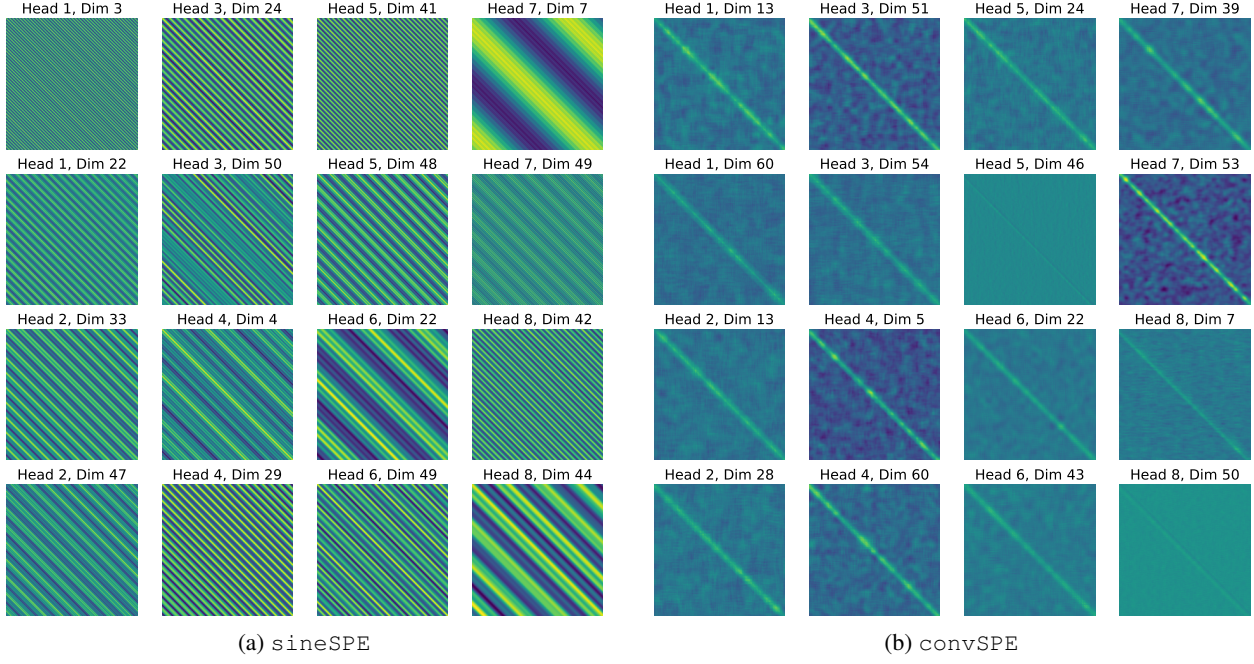 Head 1, Dim 3 Head 3, Dim 24 Head 5, Dim 41 Head 7, Dim 7 Head 1, Dim 13 Head 3, Dim 51 Head 5, Dim 24 Head 7, Dim 39
Head 1, Dim 22 Head 3, Dim 50 Head 5, Dim 48 Head 7, Dim 49 Head 1, Dim 60 Head 3, Dim 54 Head 5, Dim 46 Head 7, Dim 53
Head 2, Dim 33 Head 4, Dim 4 Head 6, Dim 22 Head 8, Dim 42 Head 2, Dim 13 Head 4, Dim 5 Head 6, Dim 22 Head 8, Dim 7
Head 2, Dim 47 Head 4, Dim 29 Head 6, Dim 49 Head 8, Dim 44 Head 2, Dim 28 Head 4, Dim 60 Head 6, Dim 43 Head 8, Dim 50
(a) sineSPE (b) convSPE